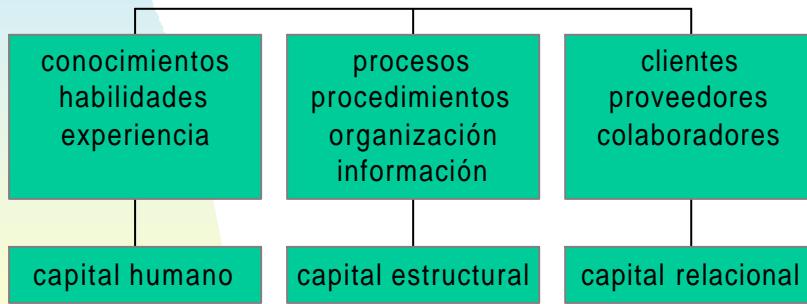 conocimientos
habilidades
experiencia
procesos
procedimientos
organización
información
clientes
proveedores
colaboradores
capital humano
capital estructural
capital relacional